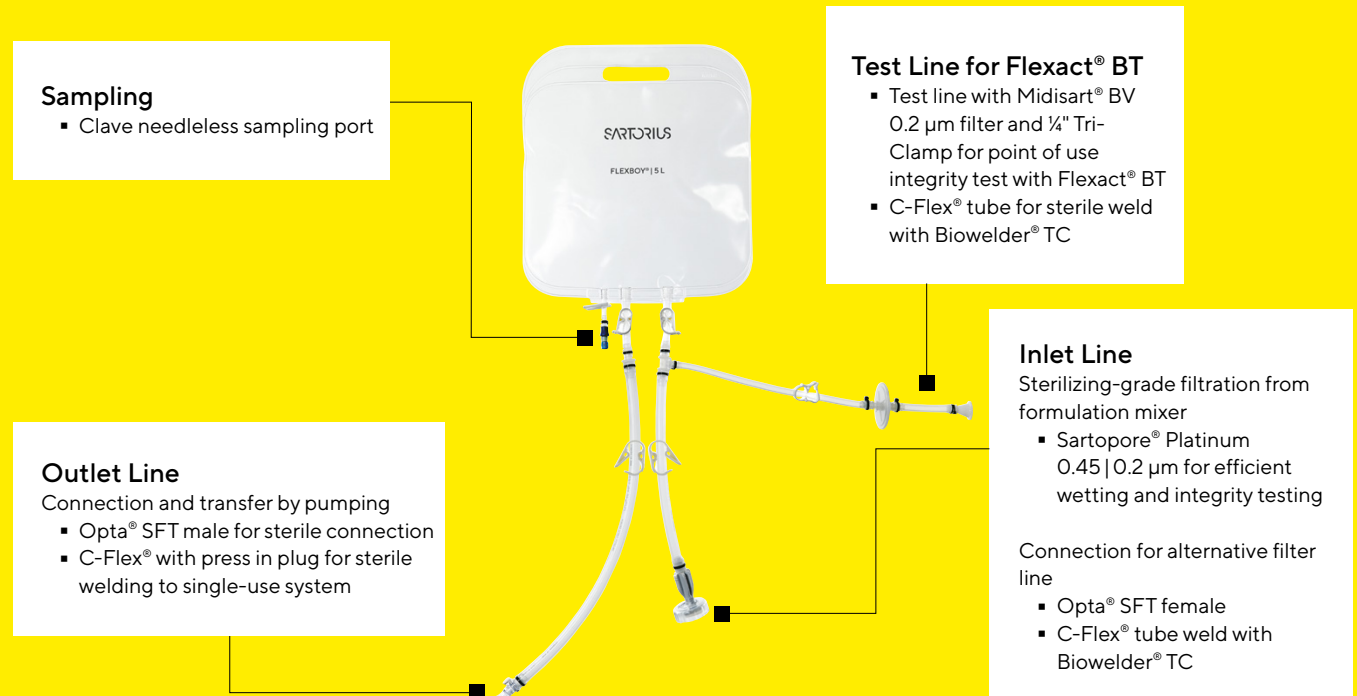 Sampling
▪ Clave needleless sampling port
SARTORIUS
FLEXBOY® | 5 L
Test Line for Flexact® BT
▪ Test line with Midisart® BV
0.2 µm filter and ¼" Tri-
Clamp for point of use
integrity test with Flexact® BT
▪ C-Flex® tube for sterile weld
with Biowelder® TC
Inlet Line
Sterilizing-grade filtration from
formulation mixer
▪ Sartopore® Platinum
0.45 | 0.2 µm for efficient
wetting and integrity testing
Connection for alternative filter
line
▪ Opta® SFT female
▪ C-Flex® tube weld with
Biowelder® TC
Outlet Line
Connection and transfer by pumping
▪ Opta® SFT male for sterile connection
▪ C-Flex® with press in plug for sterile
welding to single-use system